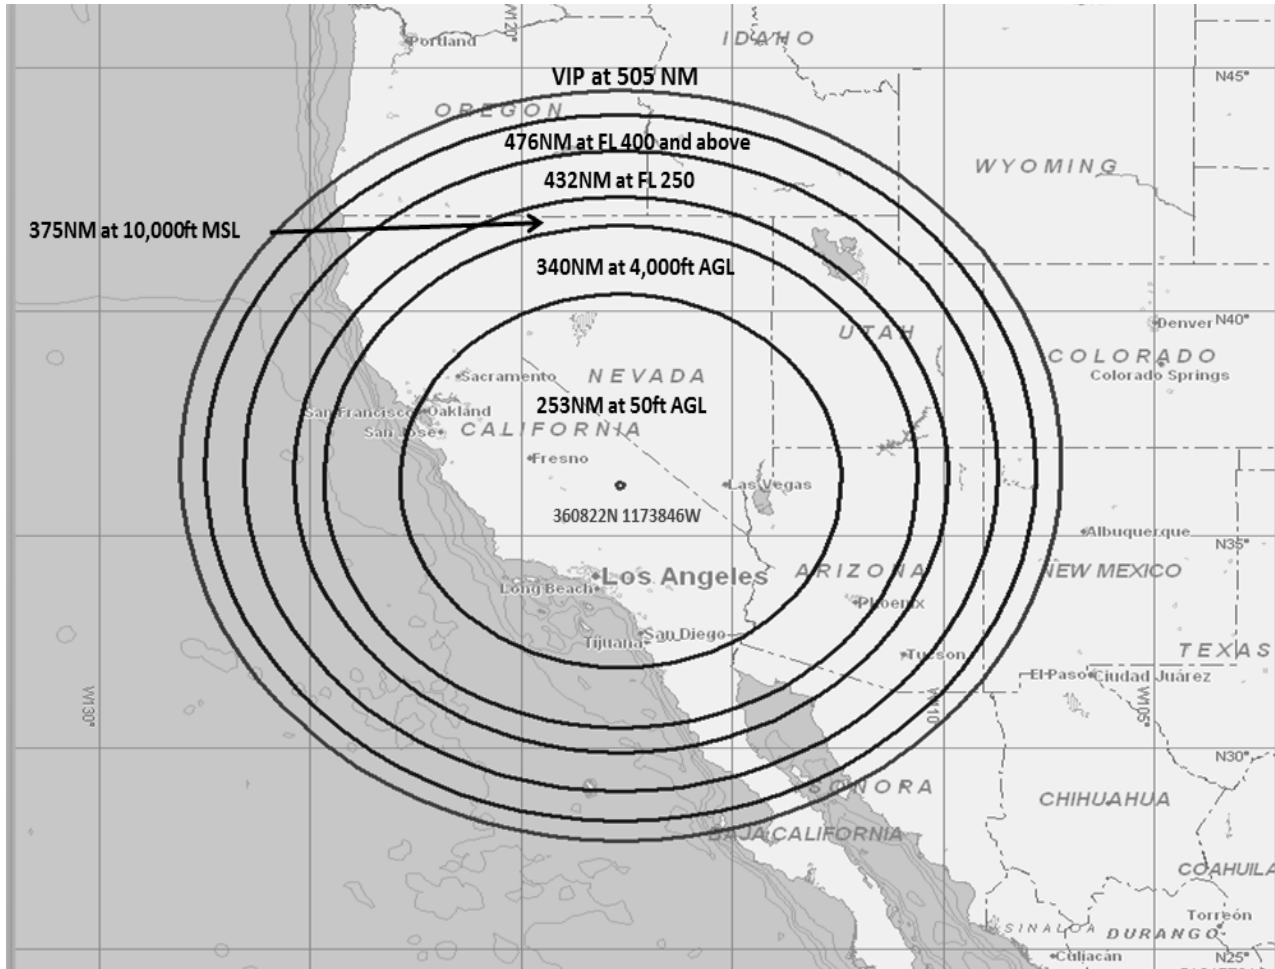 W120°
Portland
IDAHO
VIP at 505 NM
N45°
OREGON
476NM at FL 400 and above
WYOMING
432NM at FL 250
375NM at 10,000ft MSL
340NM at 4,000ft AGL
Denver
N40°
UTAH
COLORADO
Sacramento
NEVADA
Colorado Springs
253NM at 50ft AGL
San Francisco
Oakland
San Jose
CALIFORNIA
Fresno
Las Vegas
360822N 1173846W
Albuquerque
N35°
Los Angeles
ARIZONA
NEW MEXICO
Long Beach
Phoenix
San Diego
Tijuana
Tucson
TEXAS
El Paso
Ciudad Juárez
W130°
W110
W105°
N30°
SONORA
CHIHUAHUA
BAJA CALIFORNIA
COAHUILA
Torreón
SINALOA
DURANGO
Culiacán
N25°